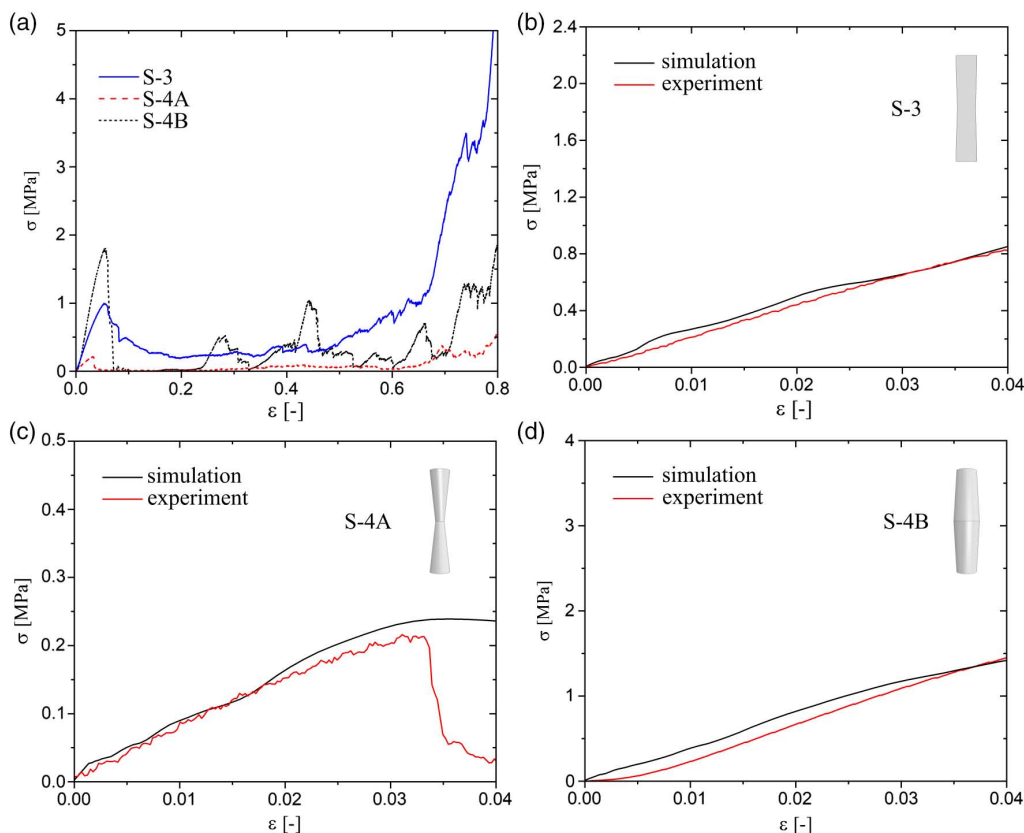 (a)
5
4
3
2
1
0
σ [MPa]
S-3
S-4A
S-4B
0.0 0.2 0.4 0.6 0.8
ε [-]
(b)
2.4
2.0
1.6
1.2
0.8
0.4
0.0
σ [MPa]
simulation
experiment
S-3
0.00 0.01 0.02 0.03 0.04
ε [-]
(c)
0.5
0.4
0.3
0.2
0.1
0.0
σ [MPa]
simulation
experiment
S-4A
0.00 0.01 0.02 0.03 0.04
ε [-]
(d)
4
3
2
1
0
σ [MPa]
simulation
experiment
S-4B
0.00 0.01 0.02 0.03 0.04
ε [-]